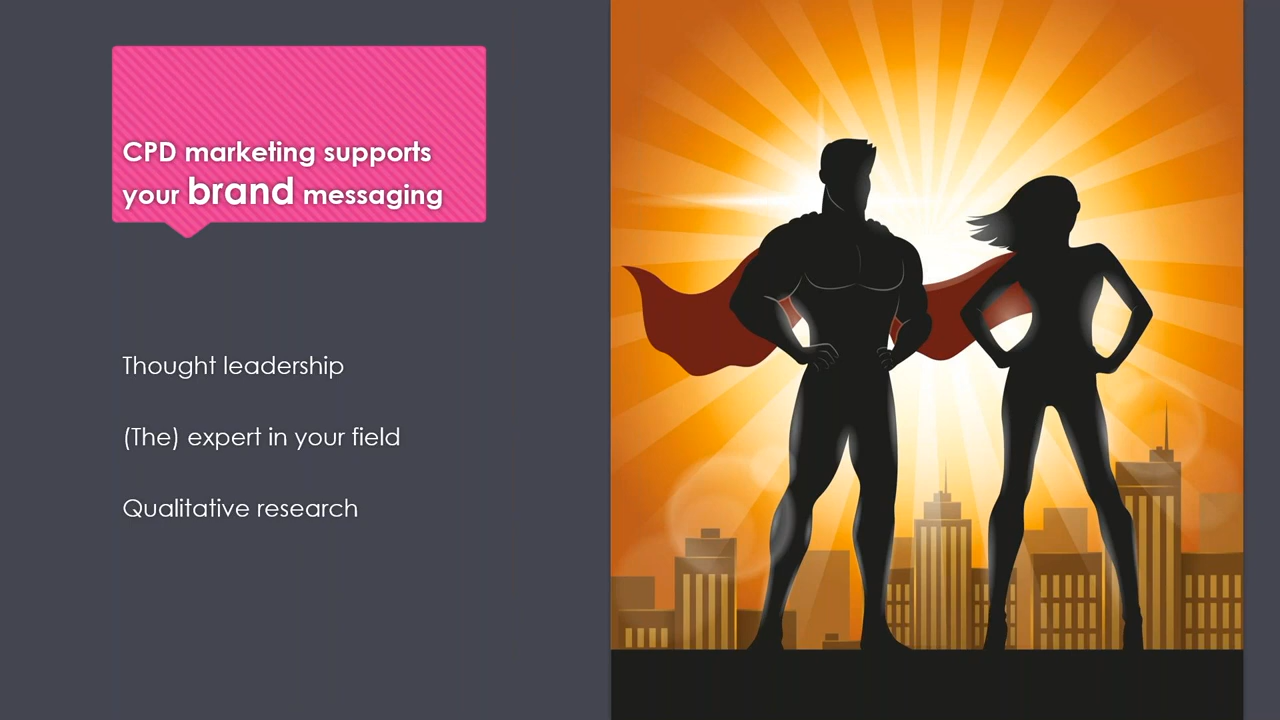 CPD marketing supports
your brand messaging
Thought leadership
(The) expert in your field
Qualitative research